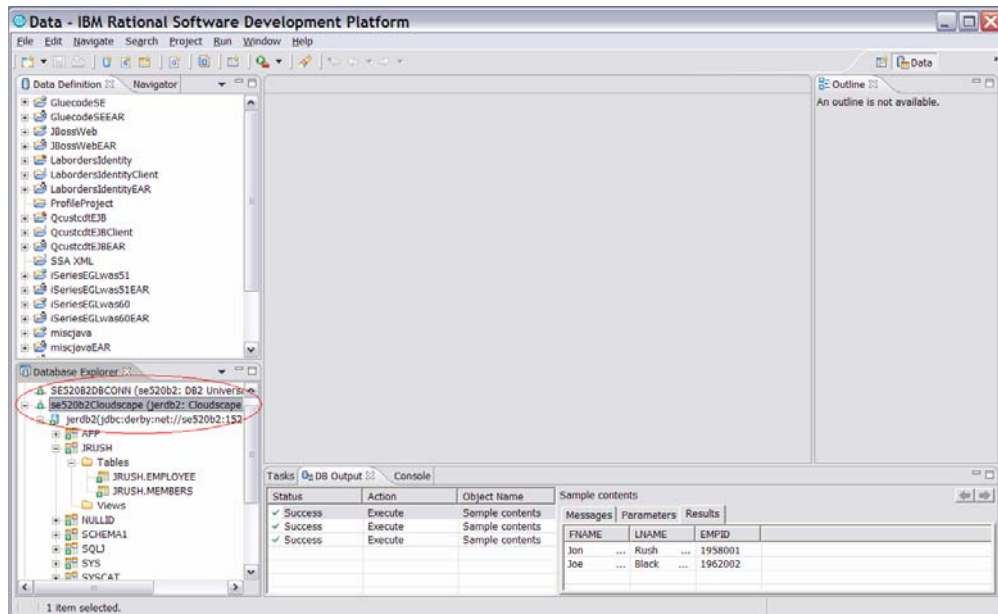 Data - IBM Rational Software Development Platform
File Edit Navigate Search Project Run Window Help
Data
Data Definition Navigator
GluecodeSE
GluecodeSEEAR
JBossWeb
JBossWebEAR
LabordersIdentity
LabordersIdentityClient
LabordersIdentityEAR
ProfileProject
QcustcdtEJB
QcustcdtEJBClient
QcustcdtEJBEAR
SSA XML
iSeriesEGLwas51
iSeriesEGLwas51EAR
iSeriesEGLwas60
iSeriesEGLwas60EAR
miscjava
miscjavaEAR
Outline
An outline is not available.
Database Explorer
SE520B2DBCONN (se520b2: DB2 Univers
se520b2Cloudscape (jerdb2: Cloudscape
jerdb2(jdbc:derby:net://se520b2:152
APP
JRUSH
Tables
JRUSH.EMPLOYEE
JRUSH.MEMBERS
Views
NULLID
SCHEMA1
SQLJ
SYS
SYSCAT
Tasks DB Output Console
Status Action Object Name
Success Execute Sample contents
Success Execute Sample contents
Success Execute Sample contents
Sample contents
Messages Parameters Results
FNAME LNAME EMPID
Jon ... Rush ... 1958001
Joe ... Black ... 1962002
1 item selected.